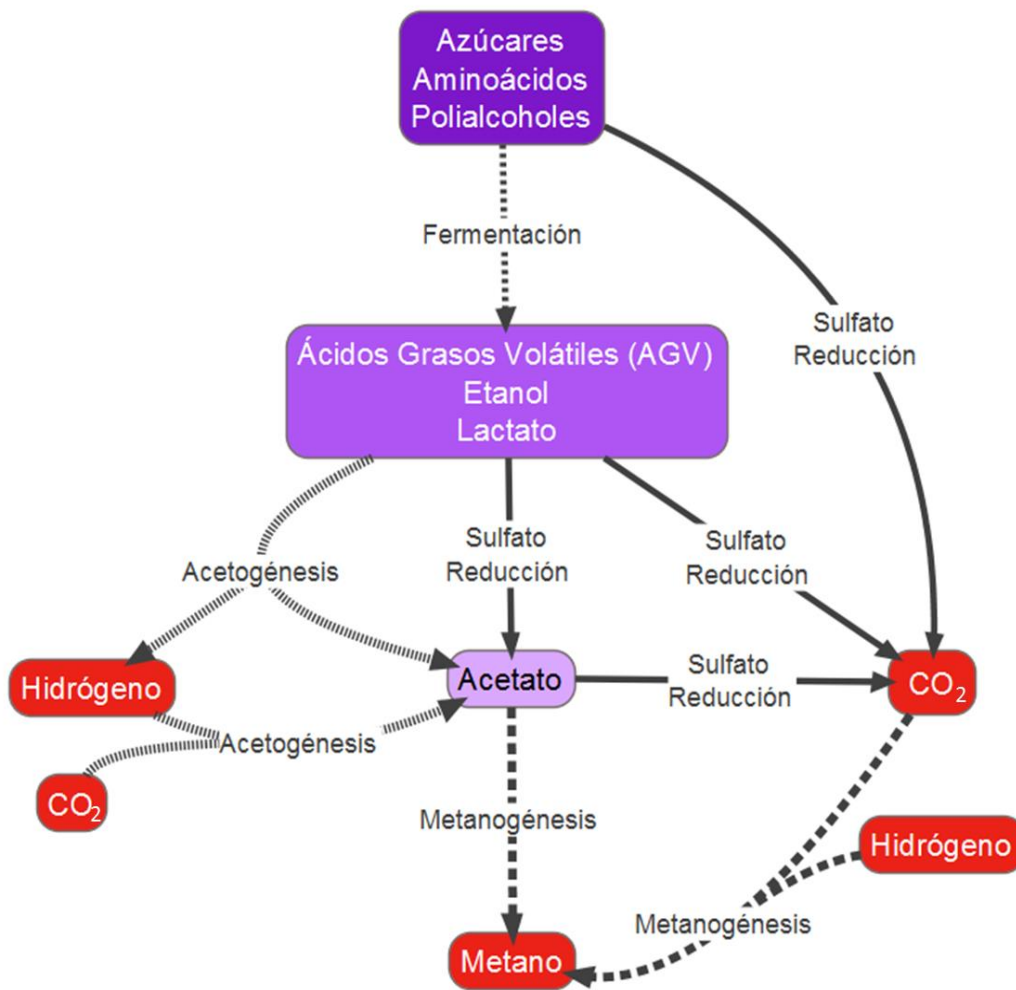 Azúcares
Aminoácidos
Polialcoholes
Fermentación
Sulfato
Reducción
Ácidos Grasos Volátiles (AGV)
Etanol
Lactato
Sulfato
Reducción
Sulfato
Reducción
Acetogénesis
Hidrógeno
Acetato
Sulfato
Reducción
CO₂
Acetogénesis
CO₂
Metanogénesis
Hidrógeno
Metanogénesis
Metano